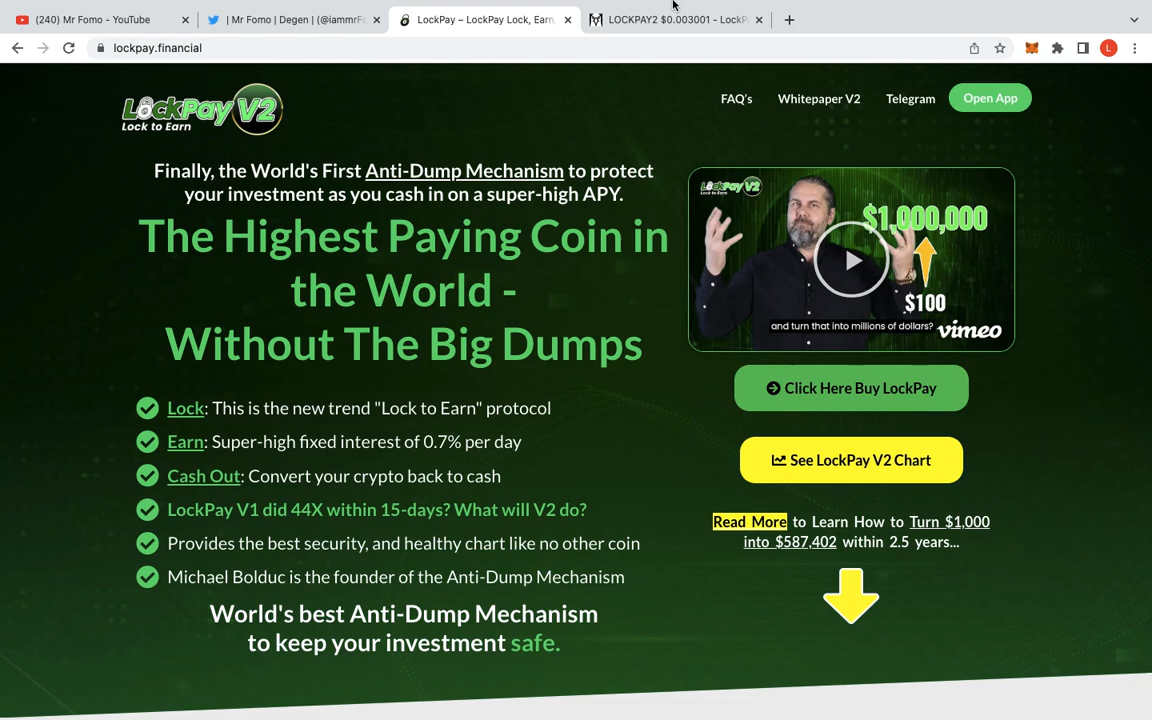 (240) Mr Fomo - YouTube
| Mr Fomo | Degen | (@iammrFo
LockPay – LockPay Lock, Earn,
LOCKPAY2 $0.003001 - LockP
lockpay.financial
L
LockPay V2
Lock to Earn
FAQ's
Whitepaper V2
Telegram
Open App
Finally, the World's First Anti-Dump Mechanism to protect
your investment as you cash in on a super-high APY.
The Highest Paying Coin in
the World -
Without The Big Dumps
Lock: This is the new trend "Lock to Earn" protocol
Earn: Super-high fixed interest of 0.7% per day
Cash Out: Convert your crypto back to cash
LockPay V1 did 44X within 15-days? What will V2 do?
Provides the best security, and healthy chart like no other coin
Michael Bolduc is the founder of the Anti-Dump Mechanism
World's best Anti-Dump Mechanism
to keep your investment safe.
LockPay V2
Lock to Earn
$1,000,000
$100
and turn that into millions of dollars?
vimeo
Click Here Buy LockPay
See LockPay V2 Chart
Read More to Learn How to Turn $1,000
into $587,402 within 2.5 years...